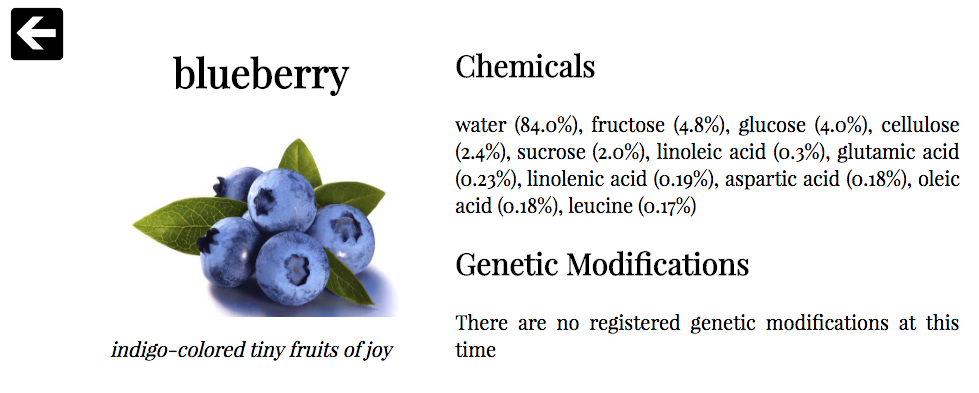 blueberry
indigo-colored tiny fruits of joy
Chemicals
water (84.0%), fructose (4.8%), glucose (4.0%), cellulose
(2.4%), sucrose (2.0%), linoleic acid (0.3%), glutamic acid
(0.23%), linolenic acid (0.19%), aspartic acid (0.18%), oleic
acid (0.18%), leucine (0.17%)
Genetic Modifications
There are no registered genetic modifications at this
time